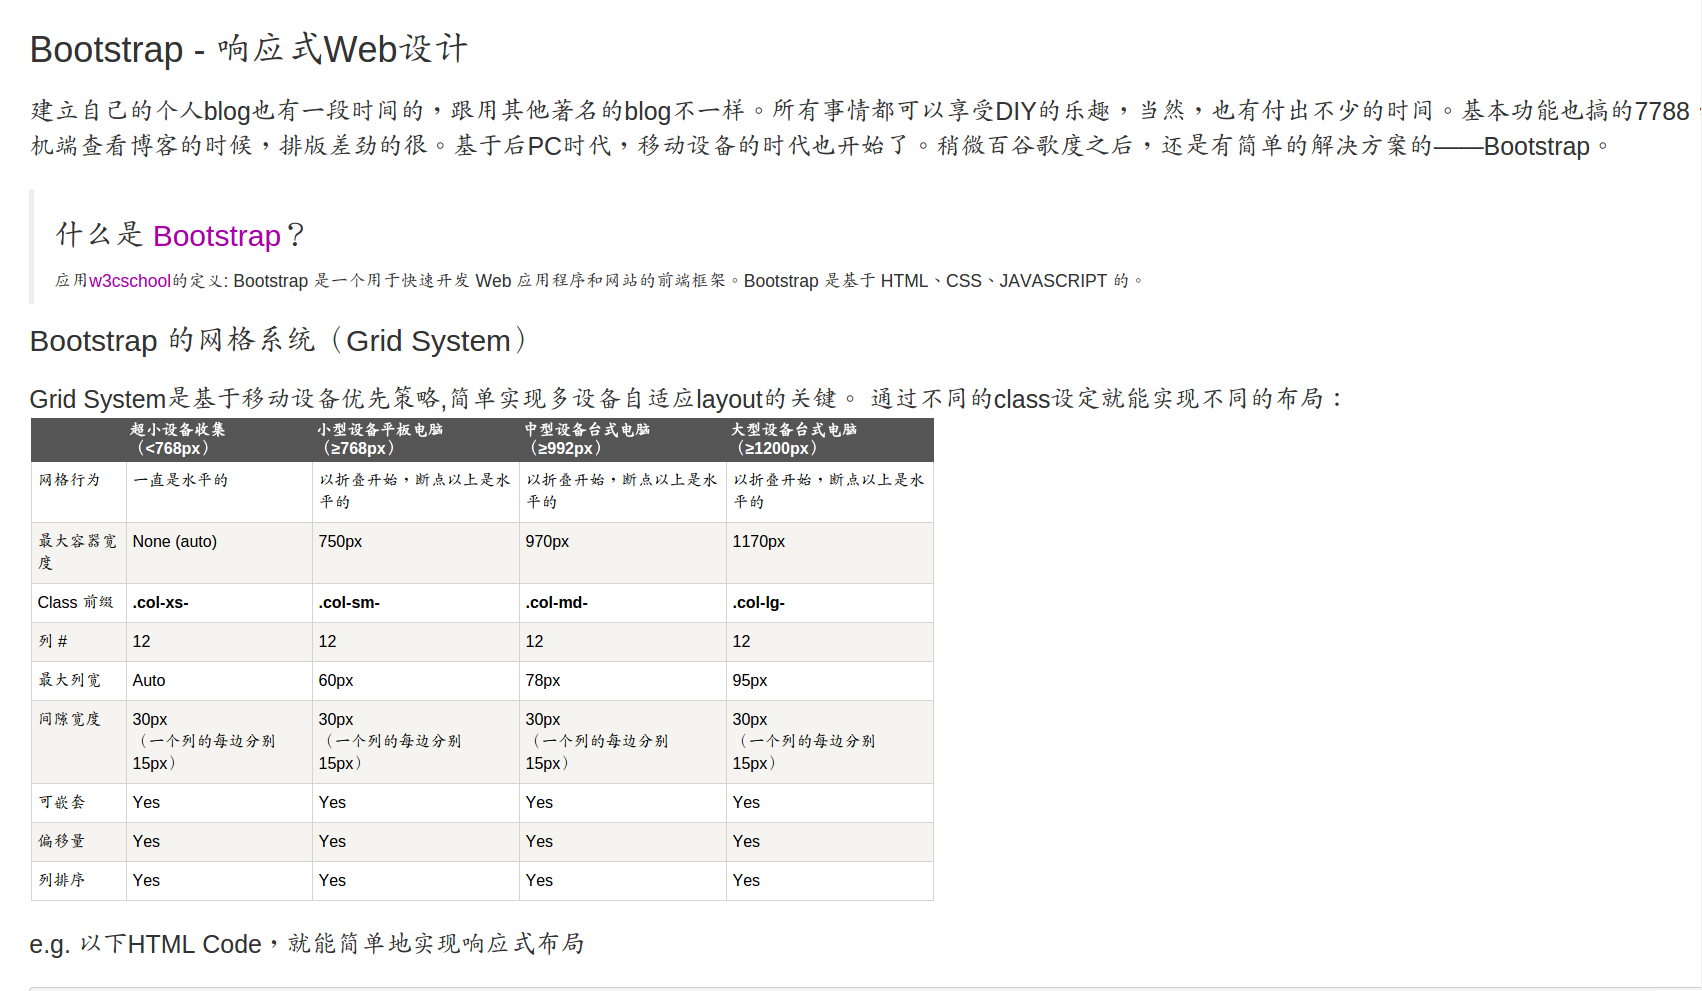 Bootstrap - 响应式Web设计
建立自己的个人blog也有一段时间的，跟用其他著名的blog不一样。所有事情都可以享受DIY的乐趣，当然，也有付出不少的时间。基本功能也搞的7788，
机端查看博客的时候，排版差劲的很。基于后PC时代，移动设备的时代也开始了。稍微百谷歌度之后，还是有简单的解决方案的——Bootstrap。
什么是 Bootstrap？
应用w3cschool的定义: Bootstrap 是一个用于快速开发 Web 应用程序和网站的前端框架。Bootstrap 是基于 HTML、CSS、JAVASCRIPT 的。
Bootstrap 的网格系统（Grid System）
Grid System是基于移动设备优先策略,简单实现多设备自适应layout的关键。 通过不同的class设定就能实现不同的布局：
超小设备收集 小型设备平板电脑 中型设备台式电脑 大型设备台式电脑
（<768px） （≥768px） （≥992px） （≥1200px）
网格行为 一直是水平的 以折叠开始，断点以上是水 以折叠开始，断点以上是水 以折叠开始，断点以上是水
平的 平的 平的
最大容器宽 None (auto) 750px 970px 1170px
度
Class 前缀 .col-xs- .col-sm- .col-md- .col-lg-
列 # 12 12 12 12
最大列宽 Auto 60px 78px 95px
间隙宽度 30px 30px 30px 30px
（一个列的每边分别 （一个列的每边分别 （一个列的每边分别 （一个列的每边分别
15px） 15px） 15px） 15px）
可嵌套 Yes Yes Yes Yes
偏移量 Yes Yes Yes Yes
列排序 Yes Yes Yes Yes
e.g. 以下HTML Code，就能简单地实现响应式布局